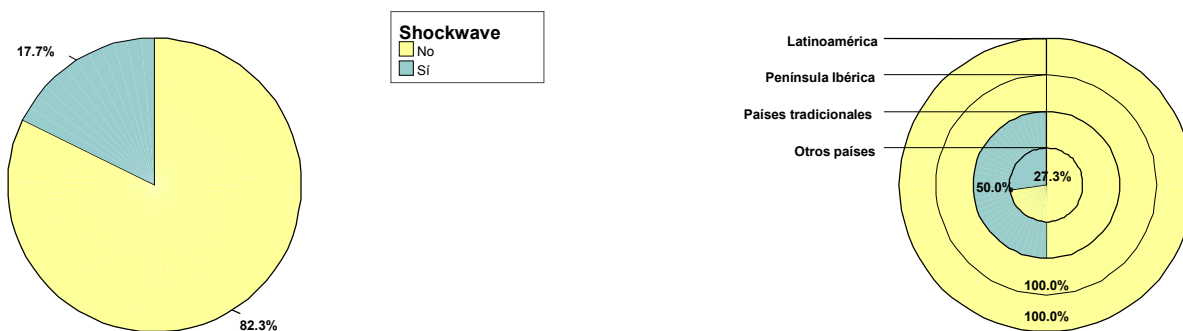 17.7%
82.3%
Shockwave
No
Sí
Latinoamérica
Península Ibérica
Países tradicionales
Otros países
27.3%
50.0%
100.0%
100.0%